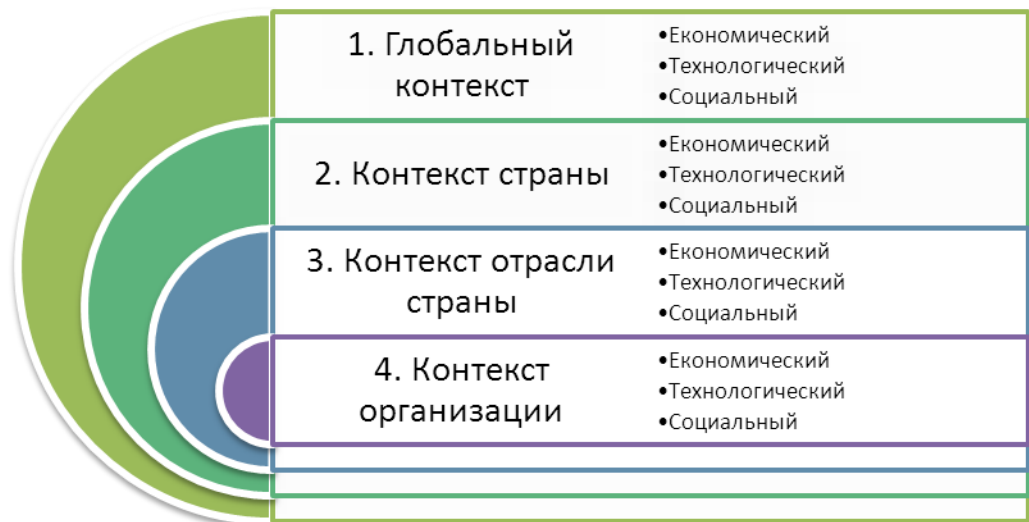 1. Глобальный
контекст
•Економический
•Технологический
•Социальный
2. Контекст страны
•Економический
•Технологический
•Социальный
3. Контекст отрасли
страны
•Економический
•Технологический
•Социальный
4. Контекст
организации
•Економический
•Технологический
•Социальный